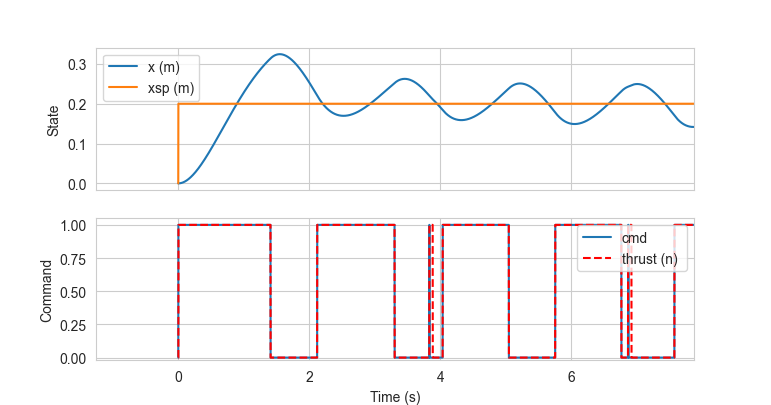 0.3
0.2
0.1
0.0
State
x (m)
xsp (m)
1.00
0.75
0.50
0.25
0.00
Command
cmd
thrust (n)
0 2 4 6
Time (s)